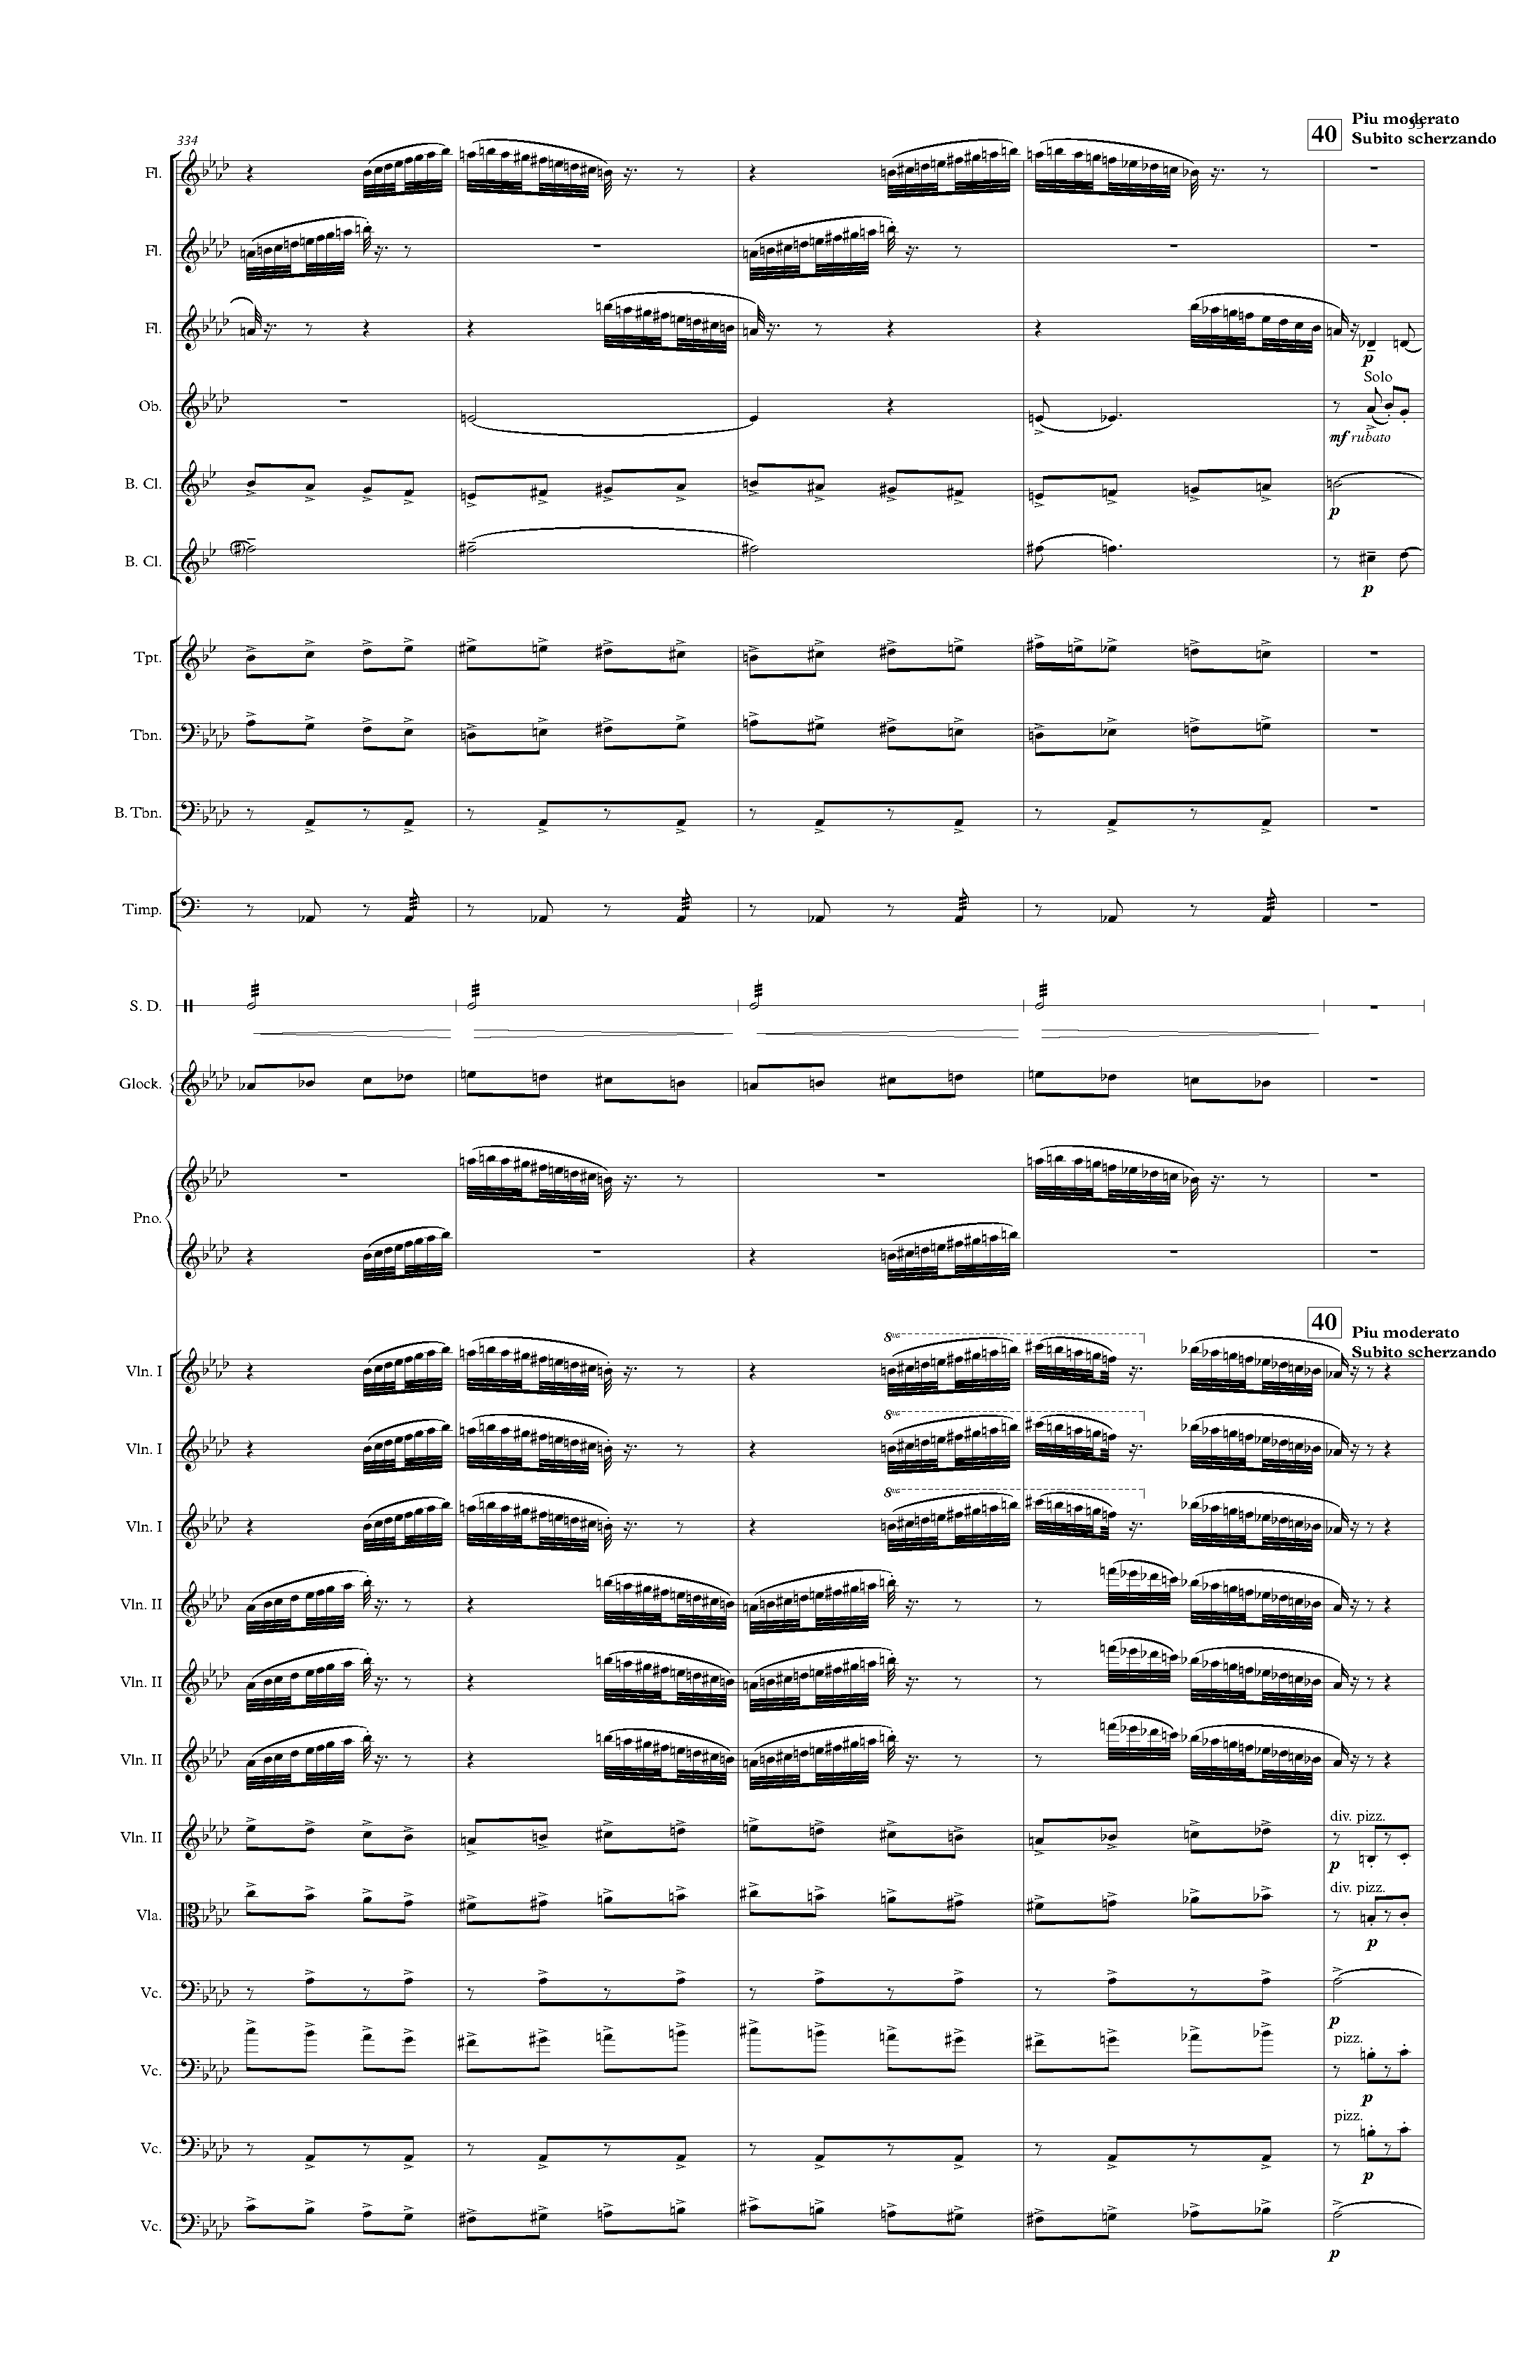 Piu moderato
40
Subito scherzando
334
Fl.
Fl.
Fl.
p
Solo
Ob.
mf rubato
B. Cl.
p
B. Cl.
p
Tpt.
Tbn.
B. Tbn.
Timp.
S. D.
Glock.
Pno.
40
Piu moderato
Subito scherzando
8va
Vln. I
8va
Vln. I
8va
Vln. I
Vln. II
Vln. II
Vln. II
div. pizz.
Vln. II
p
div. pizz.
Vla.
p
Vc.
p
pizz.
Vc.
p
pizz.
Vc.
p
Vc.
p